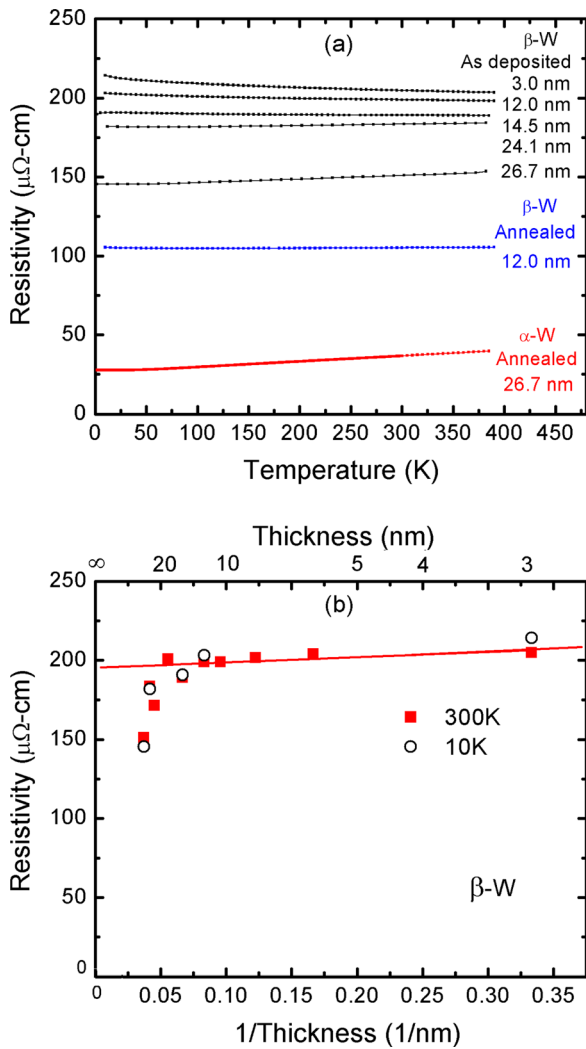 (a)
β-W
As deposited
3.0 nm
12.0 nm
14.5 nm
24.1 nm
26.7 nm
β-W
Annealed
12.0 nm
α-W
Annealed
26.7 nm
250
200
150
100
50
0
Resistivity (μΩ-cm)
0 50 100 150 200 250 300 350 400 450
Temperature (K)
Thickness (nm)
∞ 20 10 5 4 3
(b)
250
200
150
100
50
0
Resistivity (μΩ-cm)
300K
10K
β-W
0 0.05 0.10 0.15 0.20 0.25 0.30 0.35
1/Thickness (1/nm)